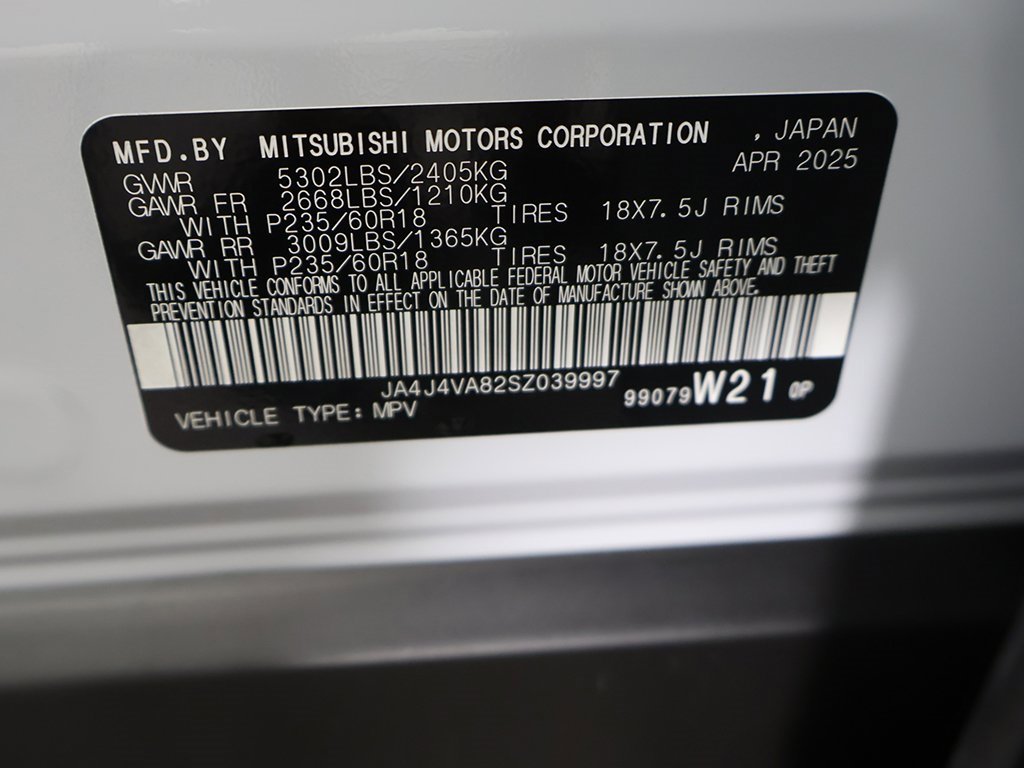 MFD.BY MITSUBISHI MOTORS CORPORATION , JAPAN
APR 2025
GVWR 5302LBS/2405KG
GAWR FR 2668LBS/1210KG
WITH P235/60R18 TIRES 18X7.5J RIMS
GAWR RR 3009LBS/1365KG
WITH P235/60R18 TIRES 18X7.5J RIMS
THIS VEHICLE CONFORMS TO ALL APPLICABLE FEDERAL MOTOR VEHICLE SAFETY AND THEFT
PREVENTION STANDARDS IN EFFECT ON THE DATE OF MANUFACTURE SHOWN ABOVE.
JA4J4VA82SZ039997
VEHICLE TYPE: MPV 99079 W21 0P